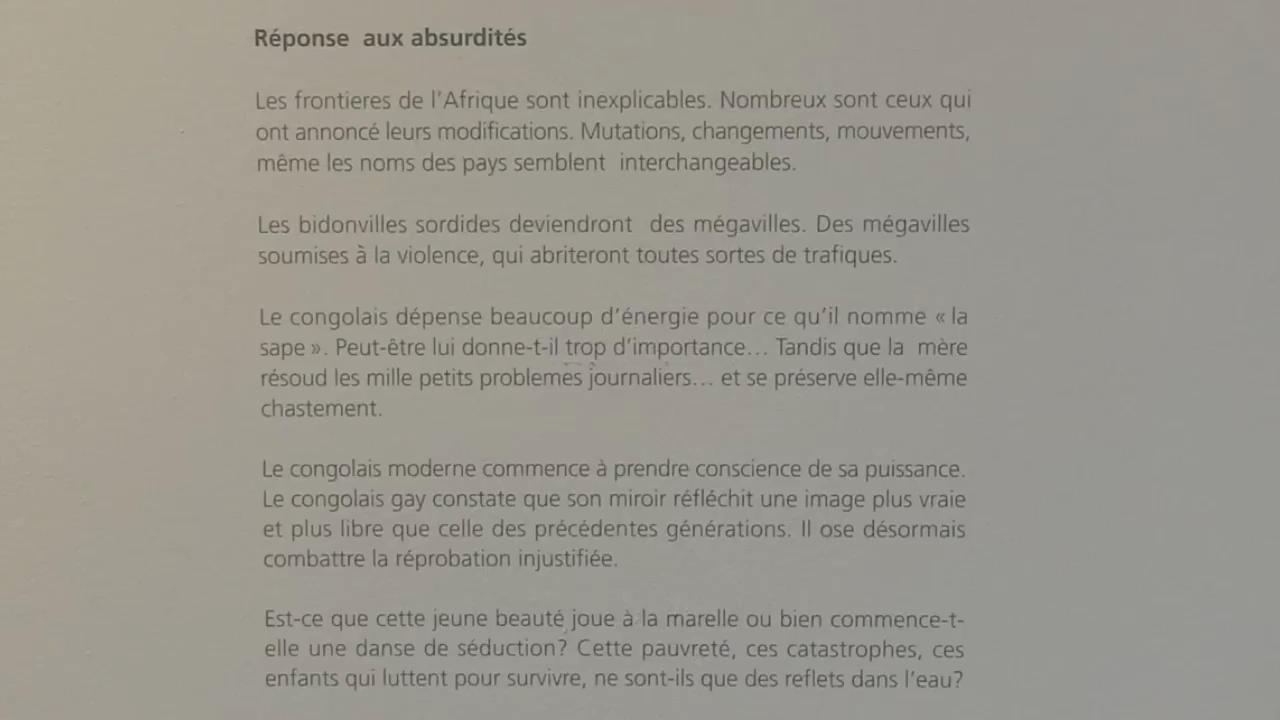 Réponse aux absurdités
Les frontieres de l'Afrique sont inexplicables. Nombreux sont ceux qui
ont annoncé leurs modifications. Mutations, changements, mouvements,
même les noms des pays semblent interchangeables.
Les bidonvilles sordides deviendront des mégavilles. Des mégavilles
soumises à la violence, qui abriteront toutes sortes de trafiques.
Le congolais dépense beaucoup d'énergie pour ce qu'il nomme « la
sape ». Peut-être lui donne-t-il trop d'importance... Tandis que la mère
résoud les mille petits problemes journaliers... et se préserve elle-même
chastement.
Le congolais moderne commence à prendre conscience de sa puissance.
Le congolais gay constate que son miroir réfléchit une image plus vraie
et plus libre que celle des précédentes générations. Il ose désormais
combattre la réprobation injustifiée.
Est-ce que cette jeune beauté joue à la marelle ou bien commence-t-
elle une danse de séduction? Cette pauvreté, ces catastrophes, ces
enfants qui luttent pour survivre, ne sont-ils que des reflets dans l'eau?